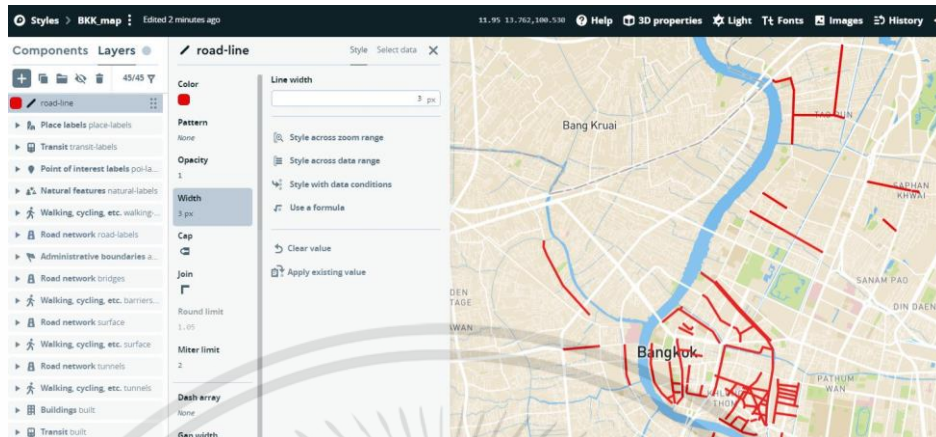 Styles > BKK_map
Edited 2 minutes ago
11.95 13.762,100.530
Help
3D properties
Light
Tt Fonts
Images
History
Components
Layers
45/45
road-line
Place labels place-labels
Transit transit-labels
Point of interest labels poi-la...
Natural features natural-labels
Walking, cycling, etc. walking-...
Road network road-labels
Administrative boundaries a...
Road network bridges
Walking, cycling, etc. barriers...
Road network surface
Walking, cycling, etc. surface
Road network tunnels
Walking, cycling, etc. tunnels
Buildings built
Transit built
road-line
Style
Select data
Color
Pattern
None
Opacity
1
Width
3 px
Cap
Join
Round limit
1.05
Miter limit
2
Dash array
None
Gap width
Line width
3 px
Style across zoom range
Style across data range
Style with data conditions
Use a formula
Clear value
Apply existing value
Bang Kruai
SAPHAN
KHWAI
SANAM PAO
DIN DAEN
Bangkok
PATHUM
WAN
THOM